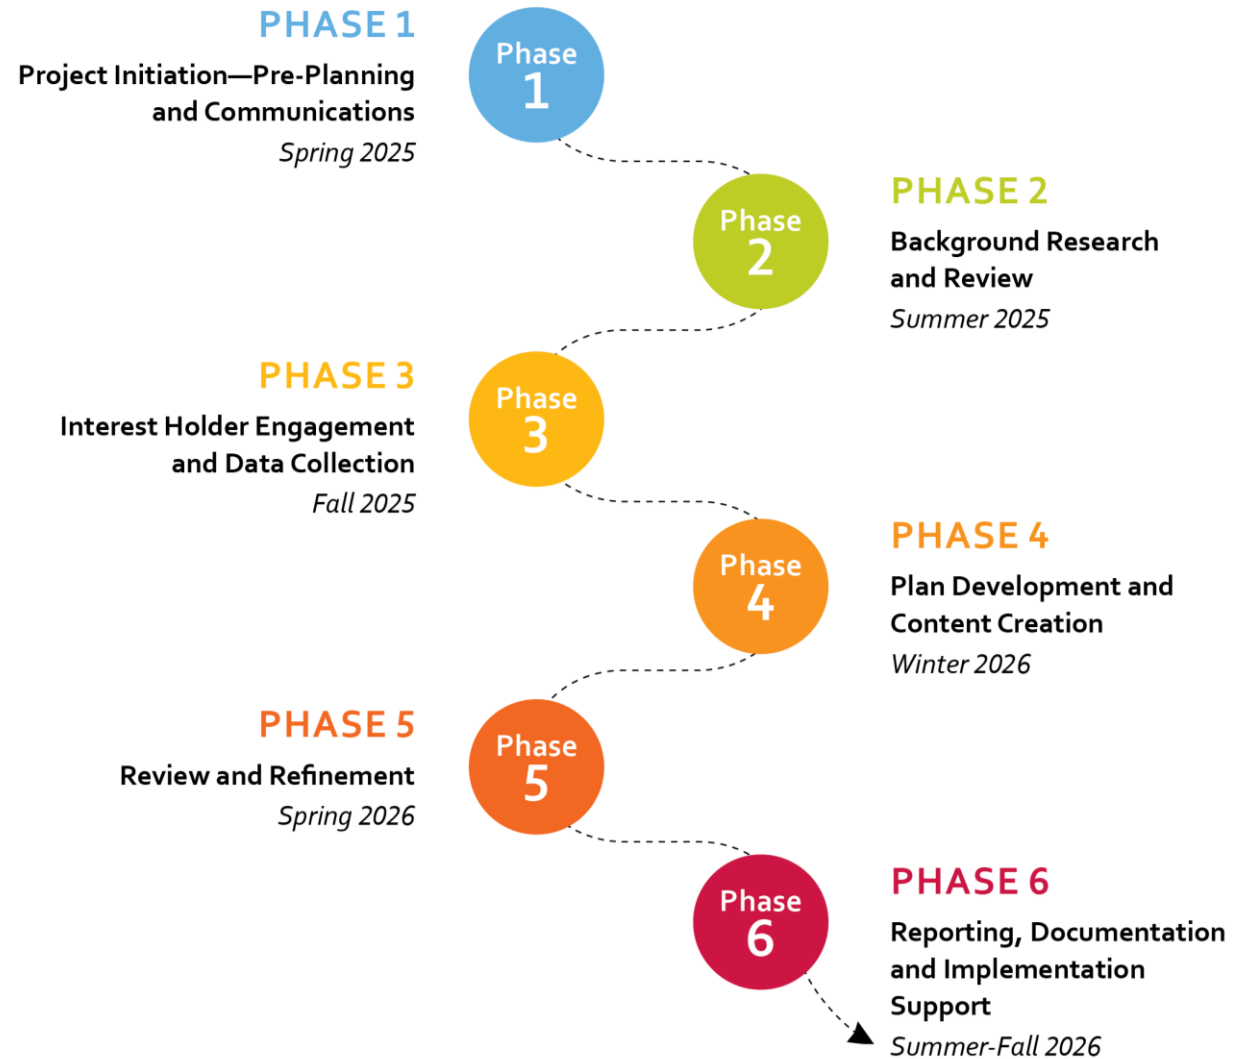 PHASE 1
Project Initiation—Pre-Planning
and Communications
Spring 2025
Phase
1
PHASE 2
Background Research
and Review
Summer 2025
Phase
2
PHASE 3
Interest Holder Engagement
and Data Collection
Fall 2025
Phase
3
PHASE 4
Plan Development and
Content Creation
Winter 2026
Phase
4
PHASE 5
Review and Refinement
Spring 2026
Phase
5
PHASE 6
Reporting, Documentation
and Implementation
Support
Summer-Fall 2026
Phase
6